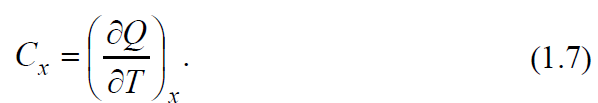 C_x = (∂Q/∂T)_x. (1.7)